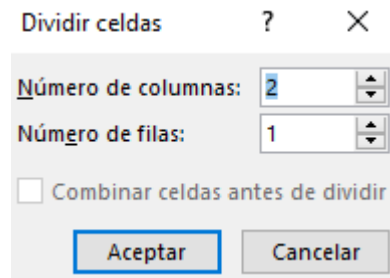 Dividir celdas ?
Número de columnas: 2
Número de filas: 1
Combinar celdas antes de dividir
Aceptar Cancelar